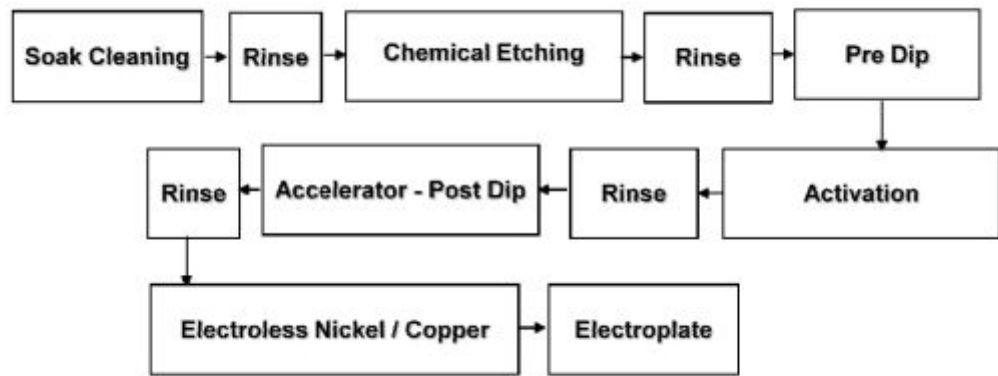 Soak Cleaning
Rinse
Chemical Etching
Rinse
Pre Dip
Activation
Rinse
Accelerator - Post Dip
Rinse
Electroless Nickel / Copper
Electroplate